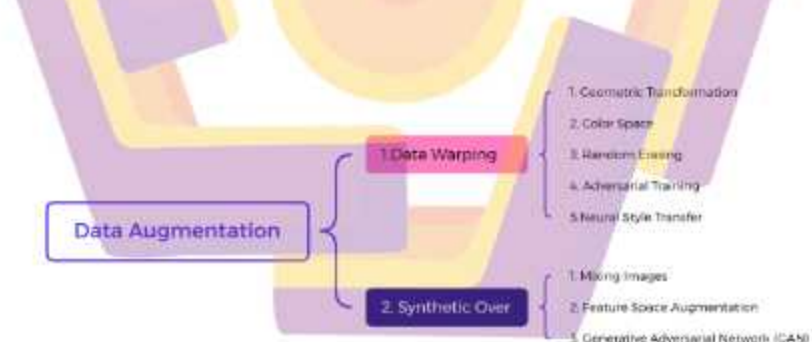 Data Augmentation
1.Data Warping
1. Geometric Transformation
2. Color Space
3. Random Erasing
4. Adversarial Training
5.Neural Style Transfer
2. Synthetic Over
1. Mixing Images
2. Feature Space Augmentation
3. Generative Adversarial Network (GAN)